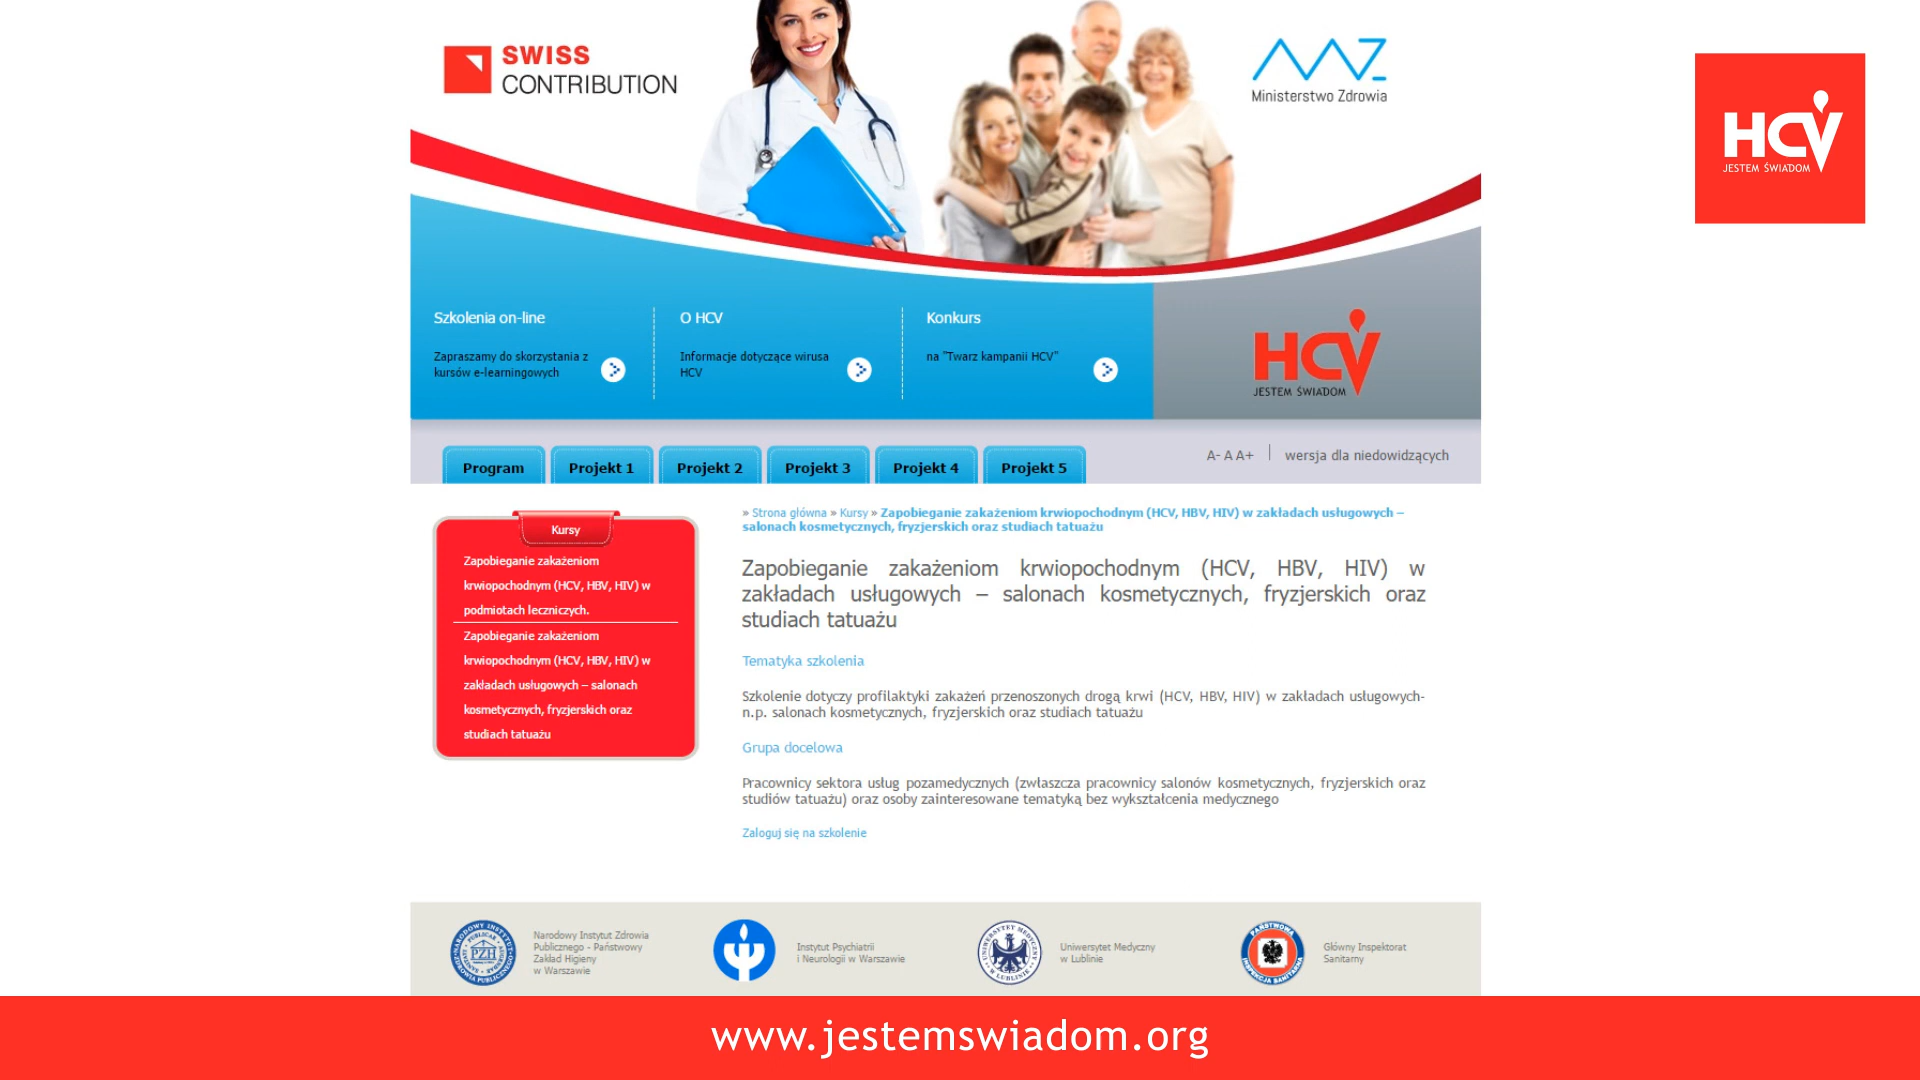 SWISS
CONTRIBUTION
Ministerstwo Zdrowia
HCV
JESTEM ŚWIADOM
Szkolenia on-line
Zapraszamy do skorzystania z
kursów e-learningowych
O HCV
Informacje dotyczące wirusa
HCV
Konkurs
na "Twarz kampanii HCV"
HCV
JESTEM ŚWIADOM
Program
Projekt 1
Projekt 2
Projekt 3
Projekt 4
Projekt 5
A- A A+
wersja dla niedowidzących
Kursy
Zapobieganie zakażeniom
krwiopochodnym (HCV, HBV, HIV) w
podmiotach leczniczych.
Zapobieganie zakażeniom
krwiopochodnym (HCV, HBV, HIV) w
zakładach usługowych – salonach
kosmetycznych, fryzjerskich oraz
studiach tatuażu
» Strona główna » Kursy » Zapobieganie zakażeniom krwiopochodnym (HCV, HBV, HIV) w zakładach usługowych –
salonach kosmetycznych, fryzjerskich oraz studiach tatuażu
Zapobieganie zakażeniom krwiopochodnym (HCV, HBV, HIV) w
zakładach usługowych – salonach kosmetycznych, fryzjerskich oraz
studiach tatuażu
Tematyka szkolenia
Szkolenie dotyczy profilaktyki zakażeń przenoszonych drogą krwi (HCV, HBV, HIV) w zakładach usługowych-
n.p. salonach kosmetycznych, fryzjerskich oraz studiach tatuażu
Grupa docelowa
Pracownicy sektora usług pozamedycznych (zwłaszcza pracownicy salonów kosmetycznych, fryzjerskich oraz
studiów tatuażu) oraz osoby zainteresowane tematyką bez wykształcenia medycznego
Zaloguj się na szkolenie
PZH
Narodowy Instytut Zdrowia
Publicznego - Państwowy
Zakład Higieny
w Warszawie
Instytut Psychiatrii
i Neurologii w Warszawie
UNIWERSYTET MEDYCZNY
W LUBLINIE
Uniwersytet Medyczny
w Lublinie
PAŃSTWOWA
INSPEKCJA SANITARNA
Główny Inspektorat
Sanitarny
www.jestemswiadom.org